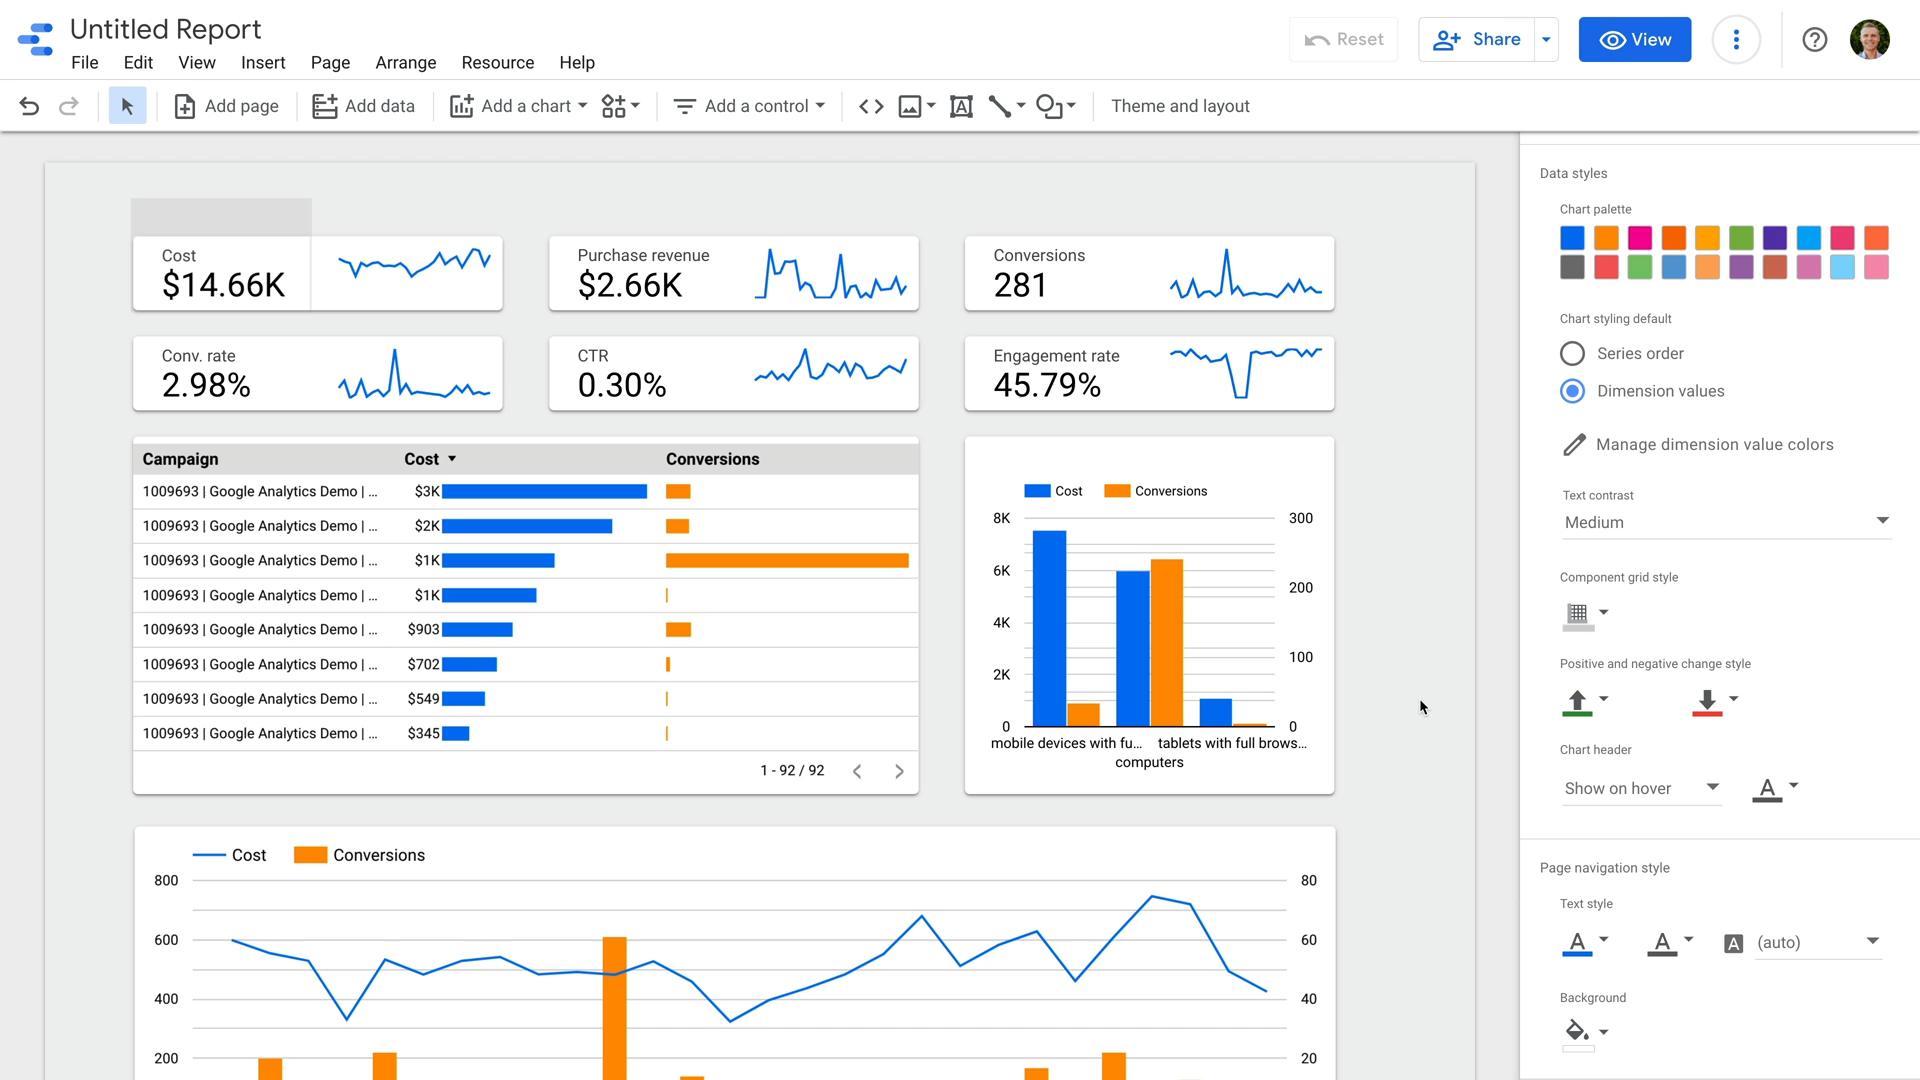 Untitled Report
File Edit View Insert Page Arrange Resource Help
Reset
Share
View
Add page
Add data
Add a chart
Add a control
Theme and layout
Cost
$14.66K
Purchase revenue
$2.66K
Conversions
281
Conv. rate
2.98%
CTR
0.30%
Engagement rate
45.79%
Campaign Cost Conversions
1009693 | Google Analytics Demo | ... $3K
1009693 | Google Analytics Demo | ... $2K
1009693 | Google Analytics Demo | ... $1K
1009693 | Google Analytics Demo | ... $1K
1009693 | Google Analytics Demo | ... $903
1009693 | Google Analytics Demo | ... $702
1009693 | Google Analytics Demo | ... $549
1009693 | Google Analytics Demo | ... $345
1 - 92 / 92
Cost Conversions
8K 300
6K
200
4K
100
2K
0 0
mobile devices with fu... tablets with full brows...
computers
Cost Conversions
800 80
600 60
400 40
200 20
Data styles
Chart palette
Chart styling default
Series order
Dimension values
Manage dimension value colors
Text contrast
Medium
Component grid style
Positive and negative change style
Chart header
Show on hover
A
Page navigation style
Text style
A A A (auto)
Background